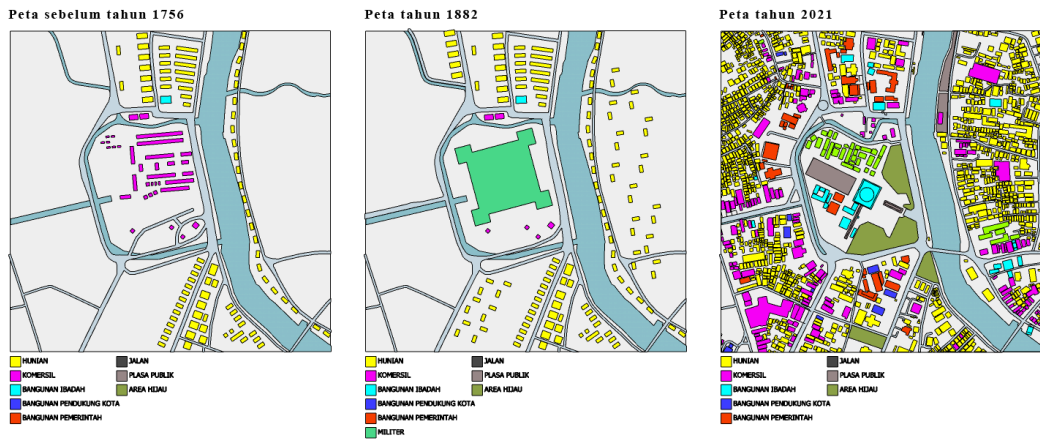 Peta sebelum tahun 1756
HUNIAN
KOMERSIL
BANGUNAN IBADAH
BANGUNAN PENDUKUNG KOTA
BANGUNAN PEMERINTAH
JALAN
PLASA PUBLIK
AREA HIJAU
Peta tahun 1882
HUNIAN
KOMERSIL
BANGUNAN IBADAH
BANGUNAN PENDUKUNG KOTA
BANGUNAN PEMERINTAH
MILITER
JALAN
PLASA PUBLIK
AREA HIJAU
Peta tahun 2021
HUNIAN
KOMERSIL
BANGUNAN IBADAH
BANGUNAN PENDUKUNG KOTA
BANGUNAN PEMERINTAH
JALAN
PLASA PUBLIK
AREA HIJAU